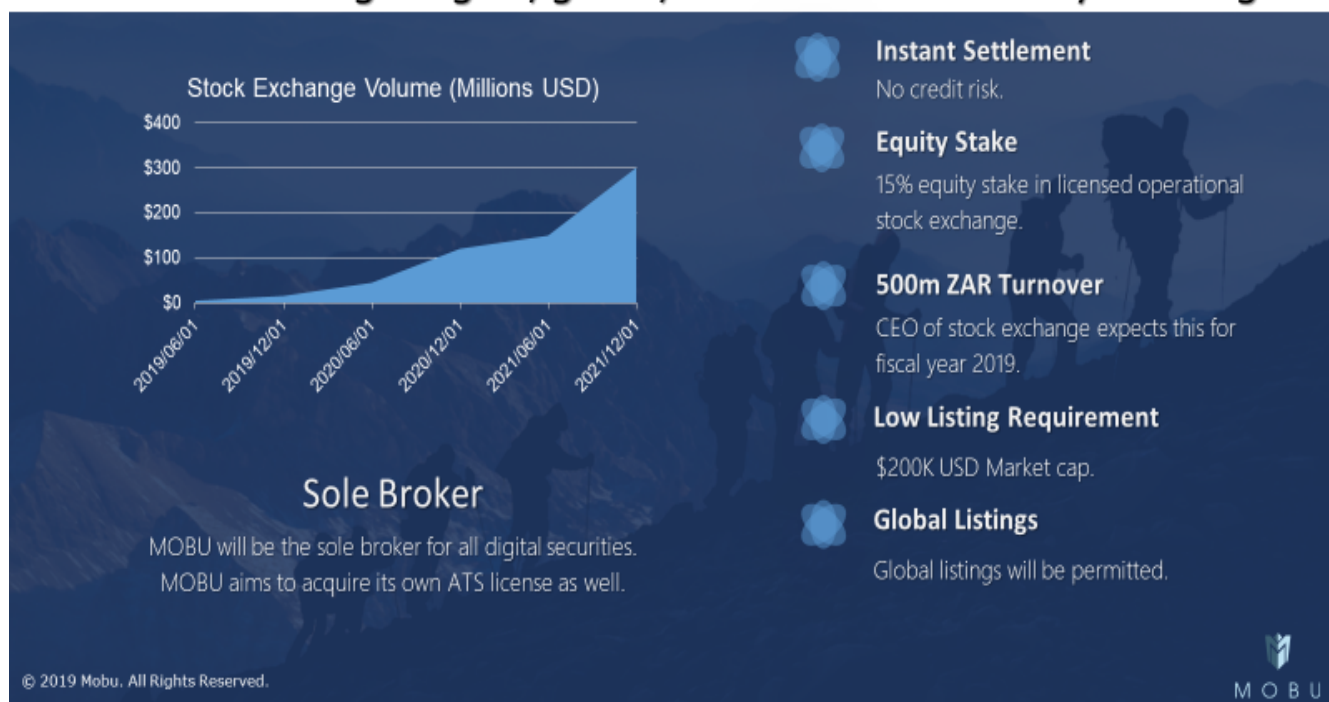 Stock Exchange Volume (Millions USD)
$400
$300
$200
$100
$0
2019/06/01
2019/12/01
2020/06/01
2020/12/01
2021/06/01
2021/12/01
Sole Broker
MOBU will be the sole broker for all digital securities.
MOBU aims to acquire its own ATS license as well.
Instant Settlement
No credit risk.
Equity Stake
15% equity stake in licensed operational
stock exchange.
500m ZAR Turnover
CEO of stock exchange expects this for
fiscal year 2019.
Low Listing Requirement
$200K USD Market cap.
Global Listings
Global listings will be permitted.
© 2019 Mobu. All Rights Reserved.
MOBU